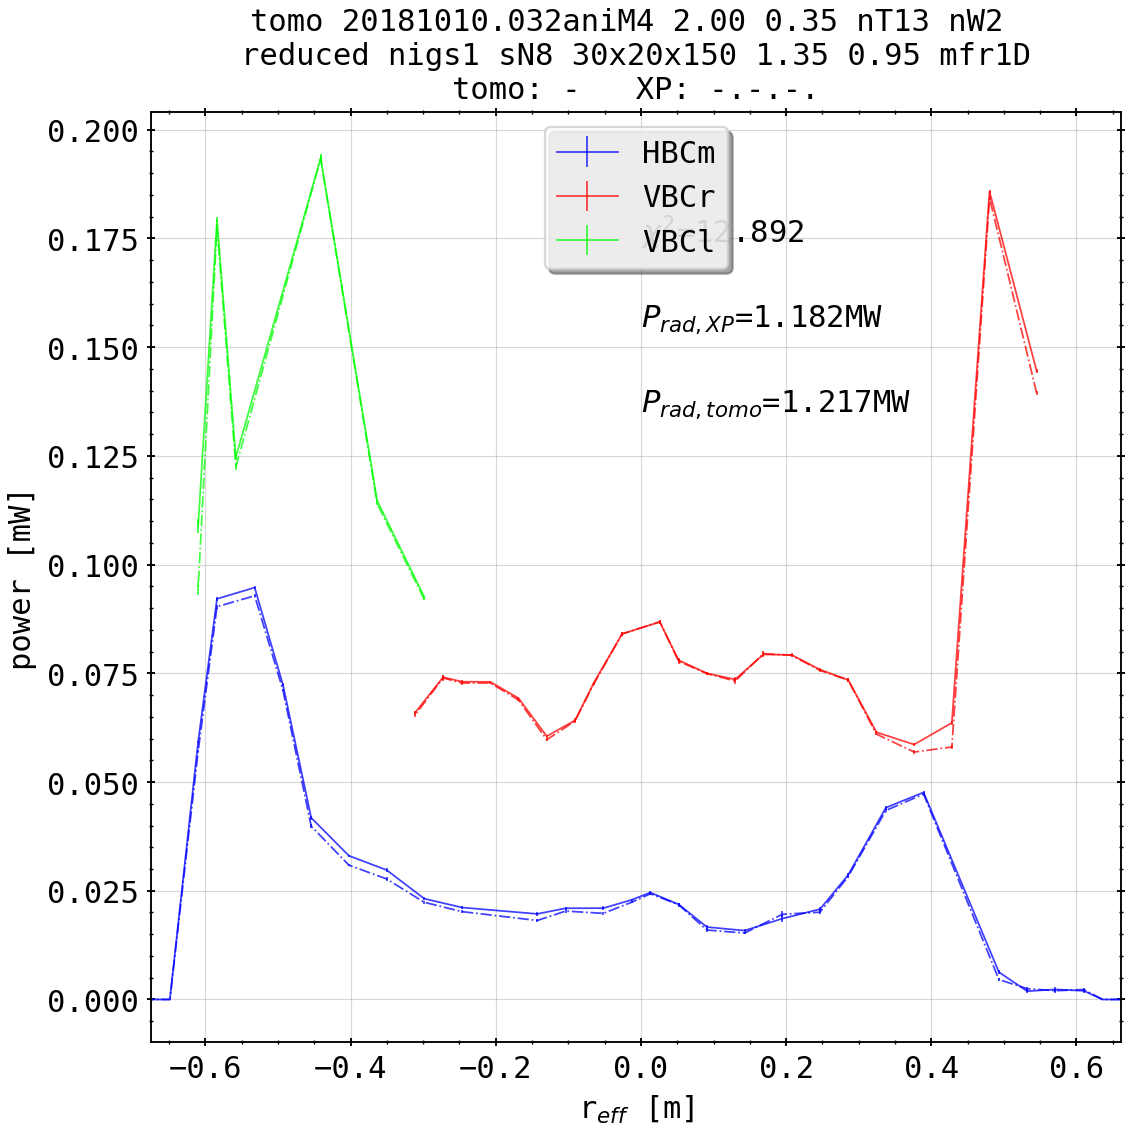 tomo 20181010.032aniM4 2.00 0.35 nT13 nW2
reduced nigs1 sN8 30x20x150 1.35 0.95 mfr1D
tomo: -   XP: -.-.-.
HBCm
VBCr
VBCl
χ²=12.892
P_rad,XP=1.182MW
P_rad,tomo=1.217MW
power [mW]
0.200
0.175
0.150
0.125
0.100
0.075
0.050
0.025
0.000
−0.6 −0.4 −0.2 0.0 0.2 0.4 0.6
r_eff [m]